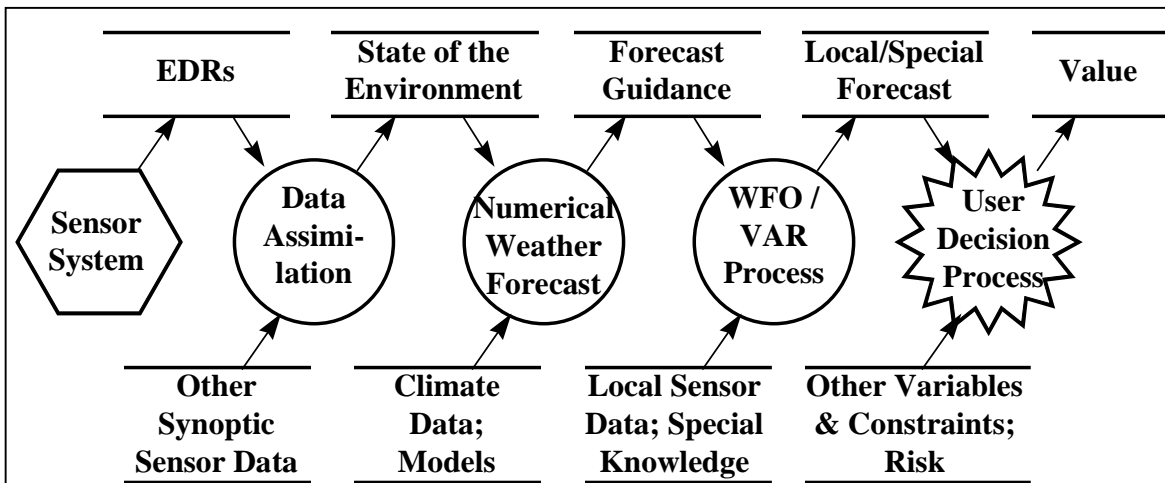 EDRs
State of the
Environment
Forecast
Guidance
Local/Special
Forecast
Value
Sensor
System
Data
Assimi-
lation
Numerical
Weather
Forecast
WFO /
VAR
Process
User
Decision
Process
Other
Synoptic
Sensor Data
Climate
Data;
Models
Local Sensor
Data; Special
Knowledge
Other Variables
& Constraints;
Risk